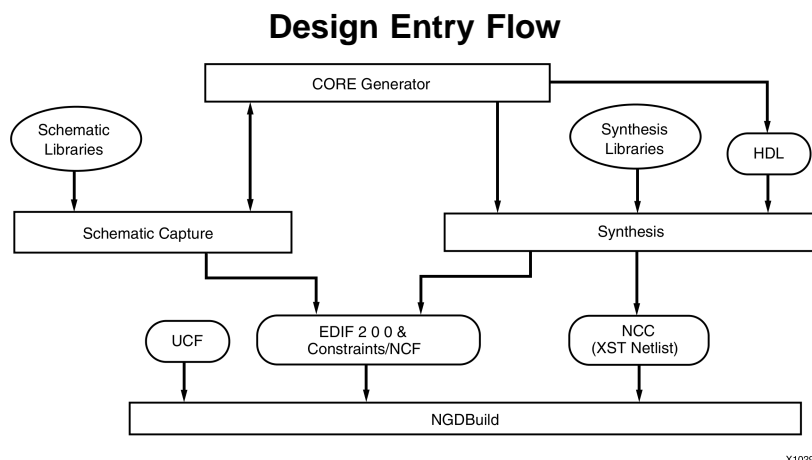 Design Entry Flow
CORE Generator
Schematic
Libraries
Synthesis
Libraries
HDL
Schematic Capture
Synthesis
UCF
EDIF 2 0 0 &
Constraints/NCF
NCC
(XST Netlist)
NGDBuild